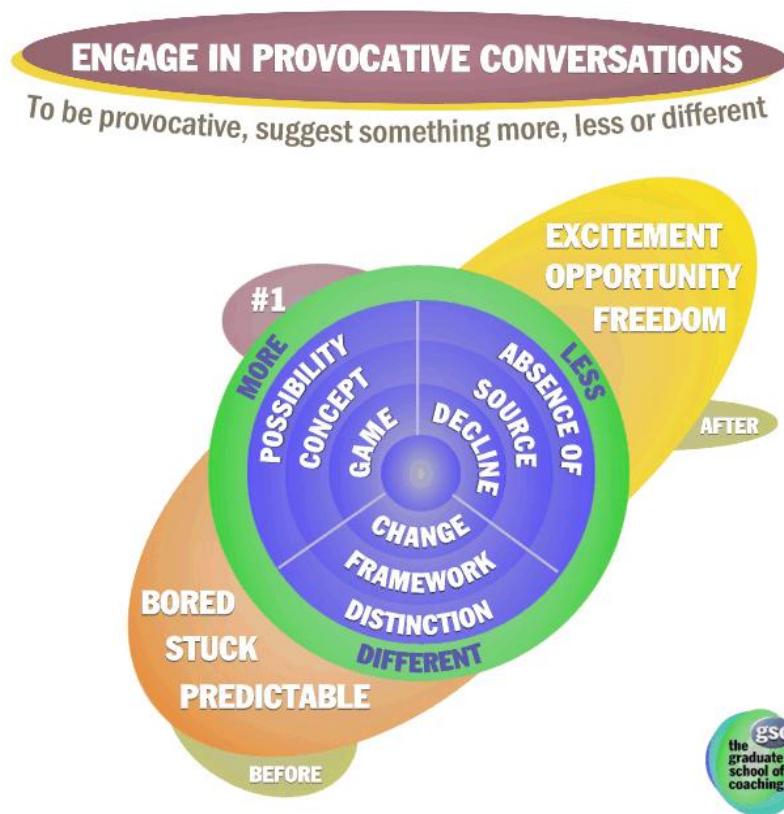 ENGAGE IN PROVOCATIVE CONVERSATIONS
To be provocative, suggest something more, less or different
EXCITEMENT
OPPORTUNITY
FREEDOM
AFTER
#1
MORE
POSSIBILITY
CONCEPT
GAME
LESS
ABSENCE OF
SOURCE
DECLINE
CHANGE
FRAMEWORK
DISTINCTION
DIFFERENT
BORED
STUCK
PREDICTABLE
BEFORE
the
graduate
school of
coaching